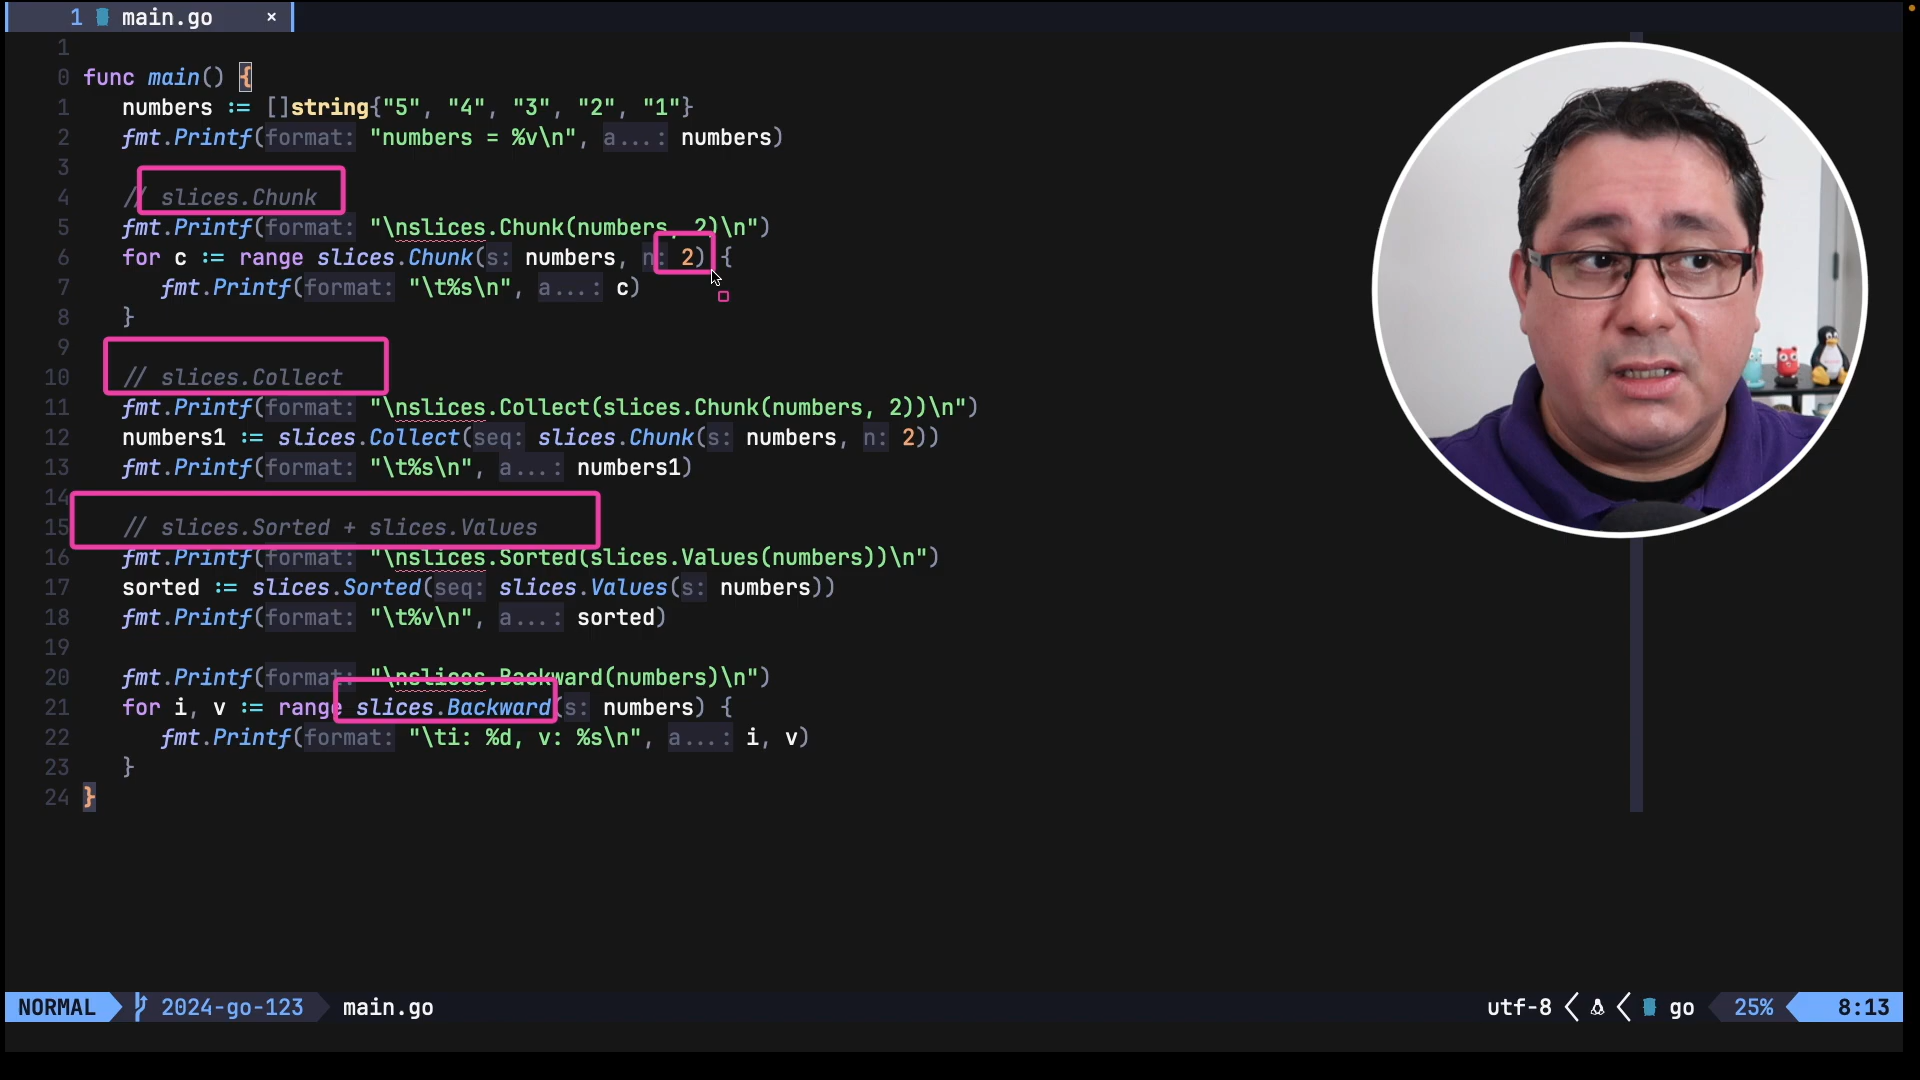 1 main.go ×
1
0 func main() {
1 numbers := []string{"5", "4", "3", "2", "1"}
2 fmt.Printf(format: "numbers = %v\n", a...: numbers)
3
4 // slices.Chunk
5 fmt.Printf(format: "\nslices.Chunk(numbers, 2)\n")
6 for c := range slices.Chunk(s: numbers, n: 2) {
7 fmt.Printf(format: "\t%s\n", a...: c)
8 }
9
10 // slices.Collect
11 fmt.Printf(format: "\nslices.Collect(slices.Chunk(numbers, 2))\n")
12 numbers1 := slices.Collect(seq: slices.Chunk(s: numbers, n: 2))
13 fmt.Printf(format: "\t%s\n", a...: numbers1)
14
15 // slices.Sorted + slices.Values
16 fmt.Printf(format: "\nslices.Sorted(slices.Values(numbers))\n")
17 sorted := slices.Sorted(seq: slices.Values(s: numbers))
18 fmt.Printf(format: "\t%v\n", a...: sorted)
19
20 fmt.Printf(format: "\nslices.Backward(numbers)\n")
21 for i, v := range slices.Backward(s: numbers) {
22 fmt.Printf(format: "\ti: %d, v: %s\n", a...: i, v)
23 }
24 }
NORMAL 2024-go-123 main.go utf-8 go 25% 8:13